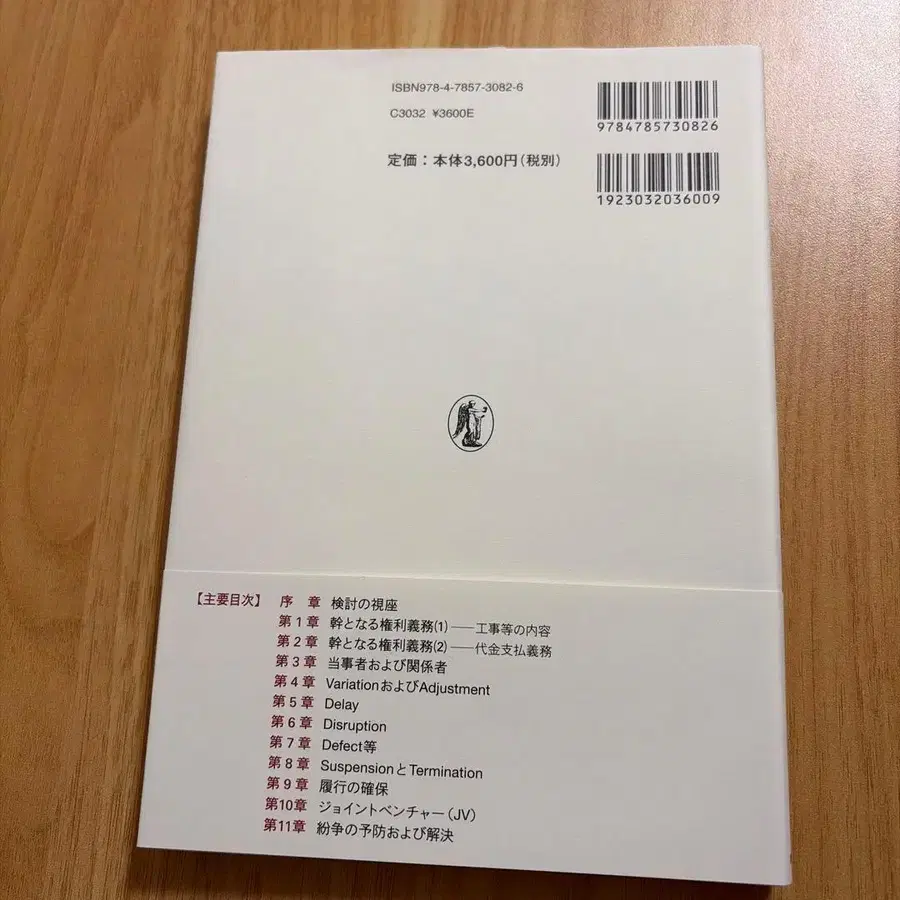 ISBN978-4-7857-3082-6
C3032 ¥3600E
定価：本体3,600円（税別）
9784785730826
1923032036009
【主要目次】 序 章 検討の視座
第1章 幹となる権利義務⑴ ──工事等の内容
第2章 幹となる権利義務⑵ ──代金支払義務
第3章 当事者および関係者
第4章 VariationおよびAdjustment
第5章 Delay
第6章 Disruption
第7章 Defect等
第8章 SuspensionとTermination
第9章 履行の確保
第10章 ジョイントベンチャー（JV）
第11章 紛争の予防および解決